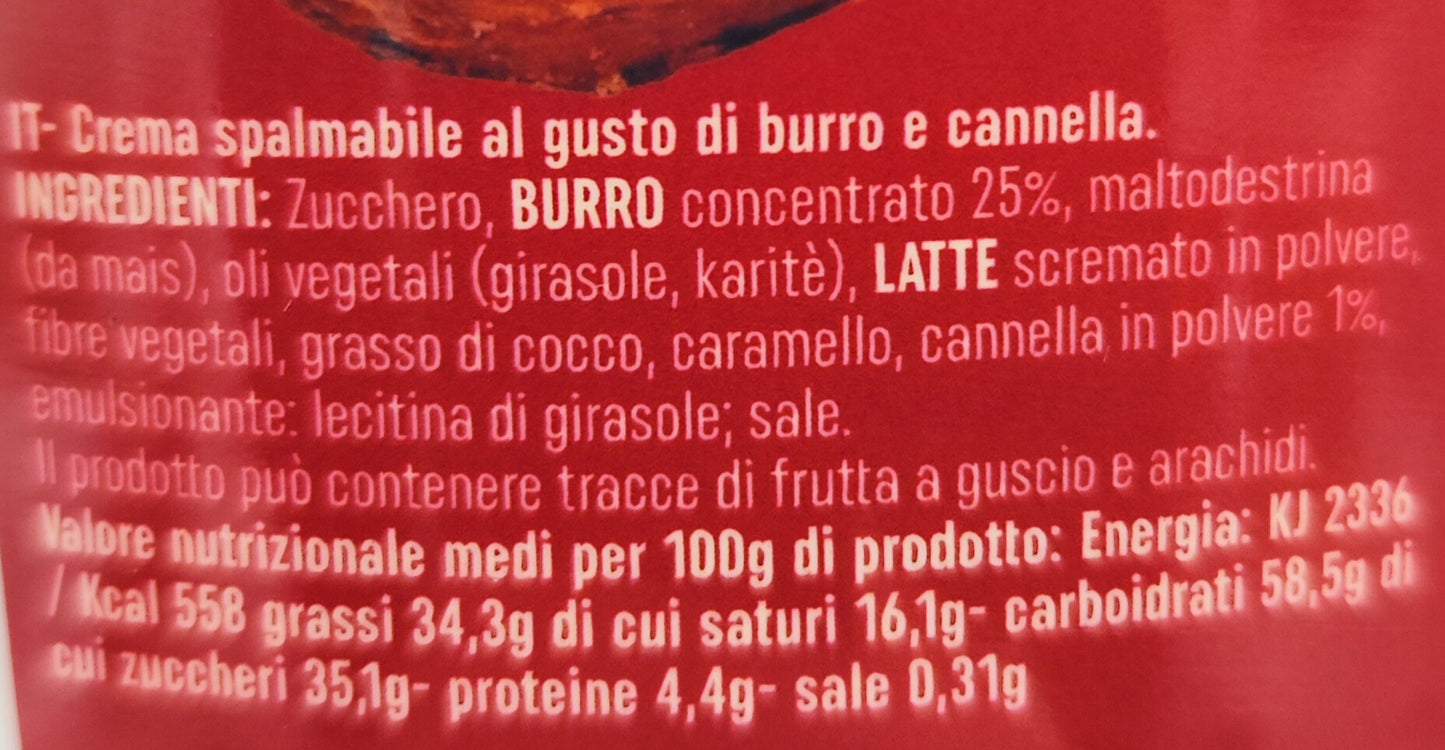 IT- Crema spalmabile al gusto di burro e cannella.
INGREDIENTI: Zucchero, BURRO concentrato 25%, maltodestrina
(da mais), oli vegetali (girasole, karitè), LATTE scremato in polvere,
fibre vegetali, grasso di cocco, caramello, cannella in polvere 1%,
emulsionante: lecitina di girasole; sale.
Il prodotto può contenere tracce di frutta a guscio e arachidi.
Valore nutrizionale medi per 100g di prodotto: Energia: KJ 2336
/ Kcal 558 grassi 34,3g di cui saturi 16,1g- carboidrati 58,5g di
cui zuccheri 35,1g- proteine 4,4g- sale 0,31g